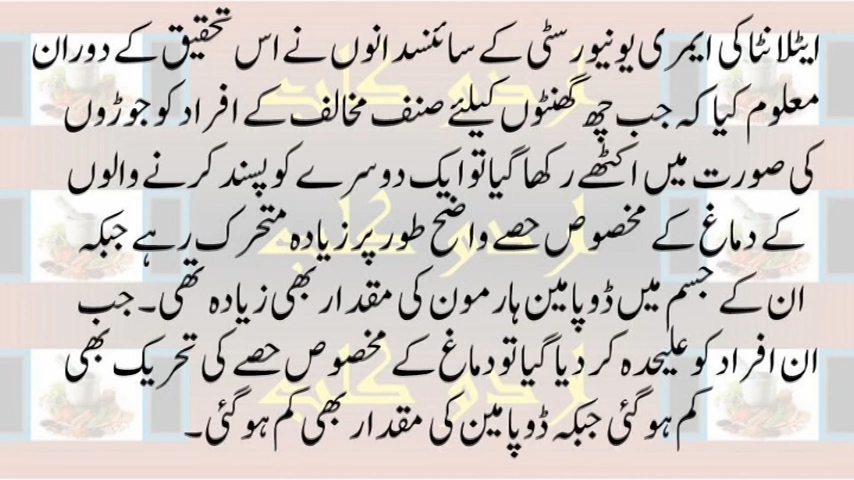 ایٹلانٹا کی ایمری یونیورسٹی کے سائنسدانوں نے اس تحقیق کے دوران
معلوم کیا کہ جب چھ گھنٹوں کیلئے صنف مخالف کے افراد کو جوڑوں
کی صورت میں اکٹھے رکھا گیا تو ایک دوسرے کو پسند کرنے والوں
کے دماغ کے مخصوص حصے واضح طور پر زیادہ متحرک رہے جبکہ
ان کے جسم میں ڈوپامین ہارمون کی مقدار بھی زیادہ تھی۔ جب
ان افراد کو علیحدہ کر دیا گیا تو دماغ کے مخصوص حصے کی تحریک بھی
کم ہو گئی جبکہ ڈوپامین کی مقدار بھی کم ہو گئی۔